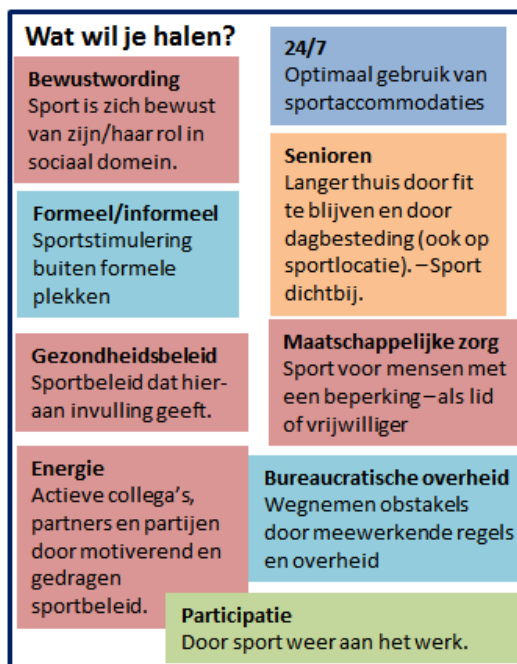 Wat wil je halen?
Bewustwording
Sport is zich bewust
van zijn/haar rol in
sociaal domein.
24/7
Optimaal gebruik van
sportaccommodaties
Formeel/informeel
Sportstimulering
buiten formele
plekken
Senioren
Langer thuis door fit
te blijven en door
dagbesteding (ook op
sportlocatie). – Sport
dichtbij.
Gezondheidsbeleid
Sportbeleid dat hier-
aan invulling geeft.
Maatschappelijke zorg
Sport voor mensen met
een beperking – als lid
of vrijwilliger
Energie
Actieve collega's,
partners en partijen
door motiverend en
gedragen
sportbeleid.
Bureaucratische overheid
Wegnemen obstakels
door meewerkende regels
en overheid
Participatie
Door sport weer aan het werk.